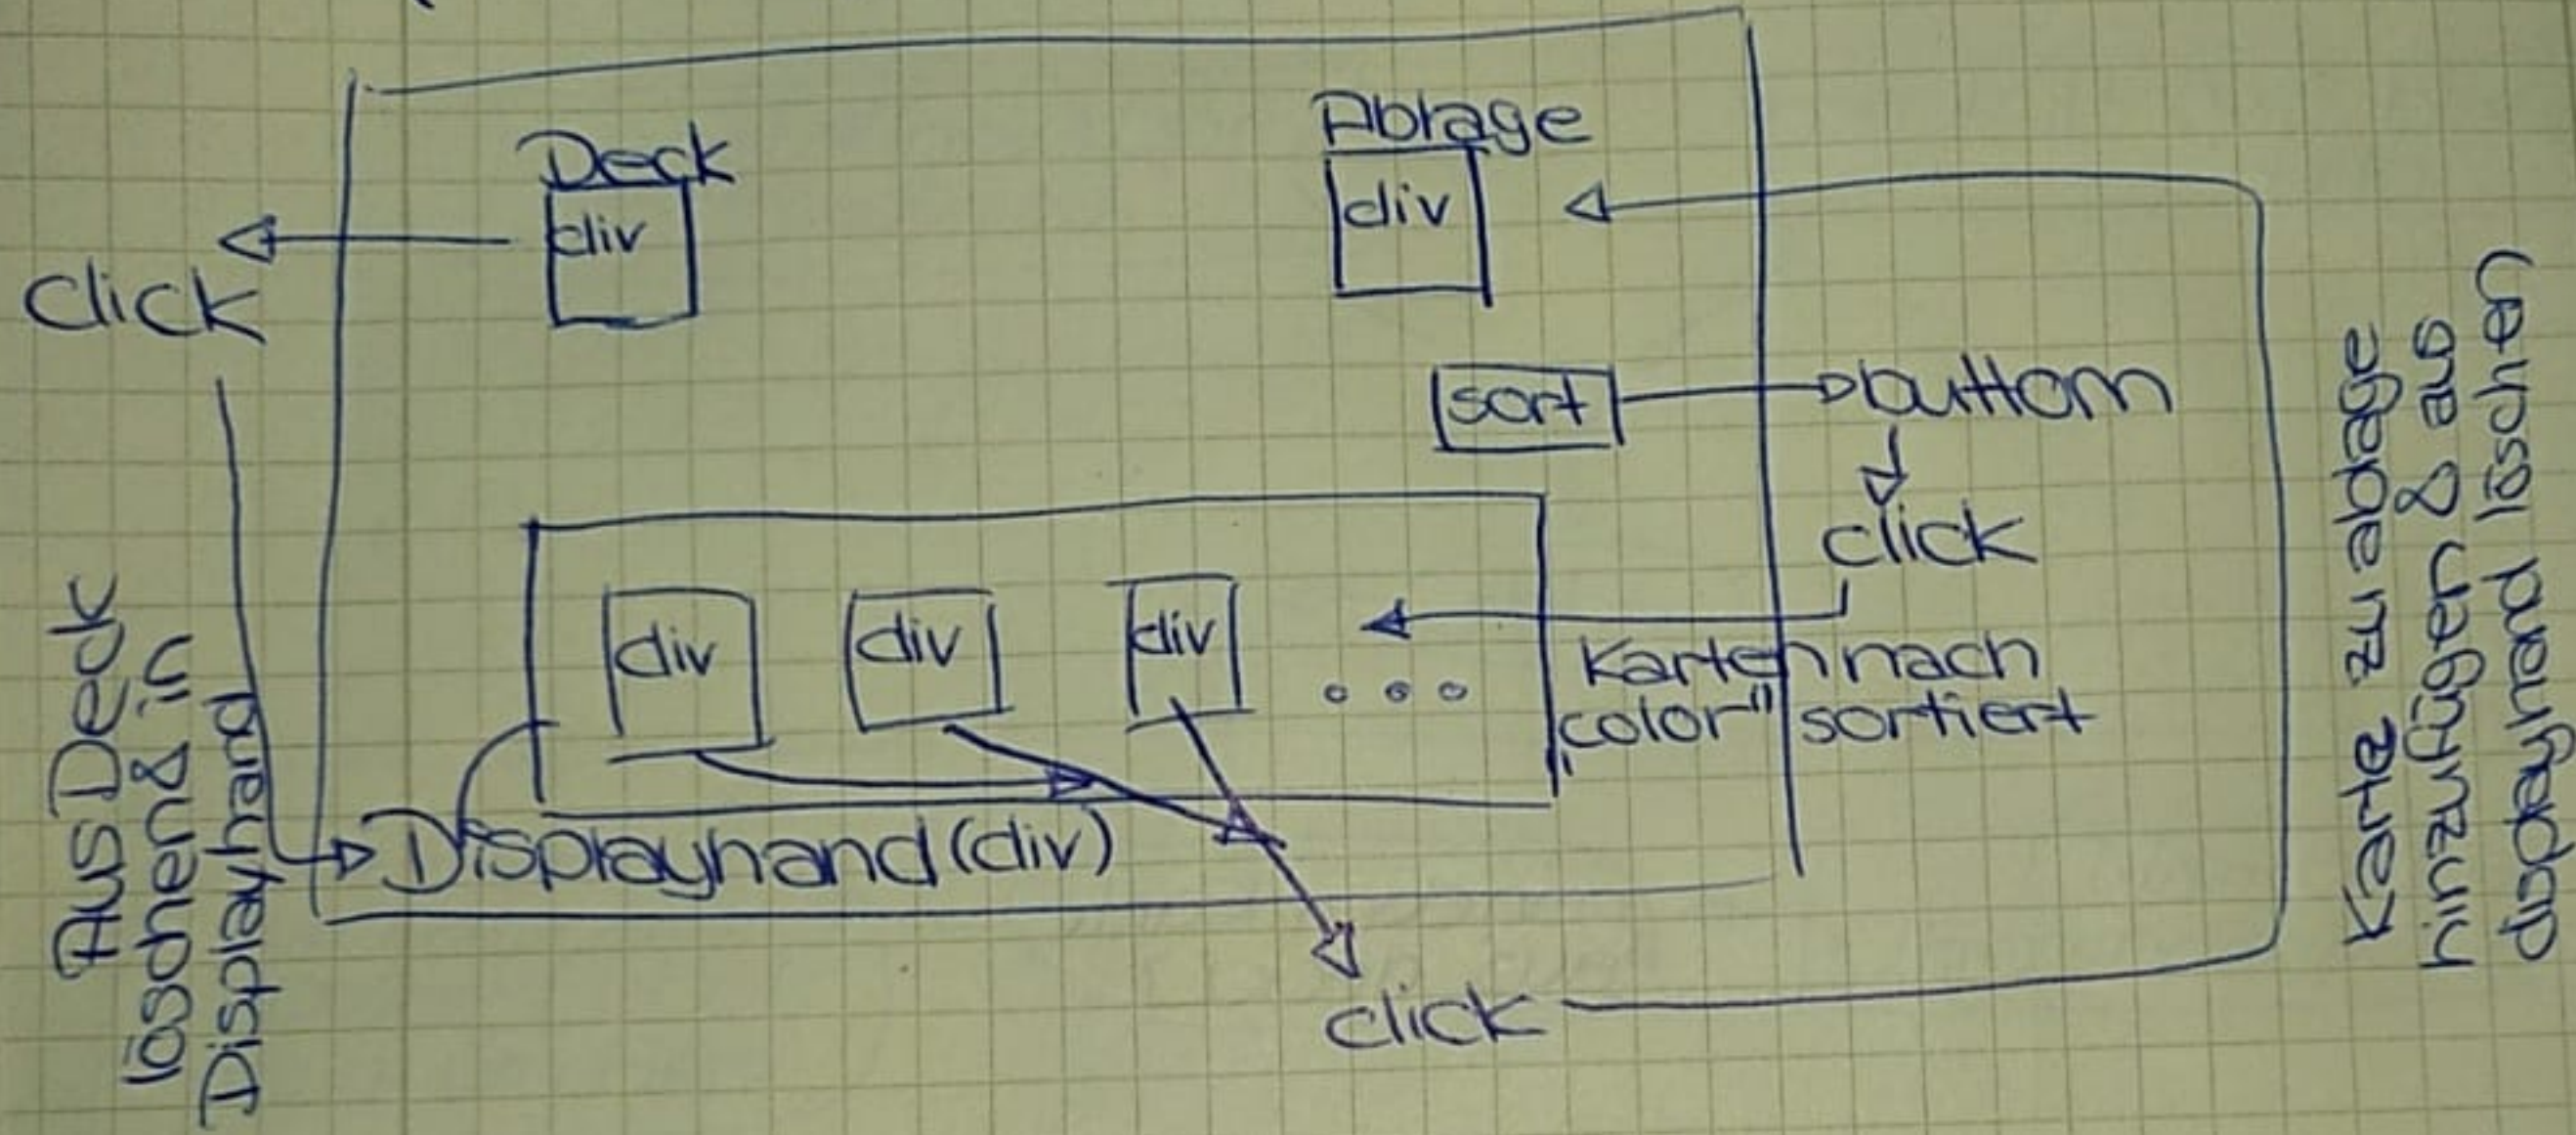 Deck
div
Ablage
div
click
sort
buttom
click
div
div
div
Karten nach
"color" sortiert
Displayhand (div)
click
Aus Deck
löschen & in
Displayhand
Karte zu ablage
hinzufügen & aus
displayhand löschen